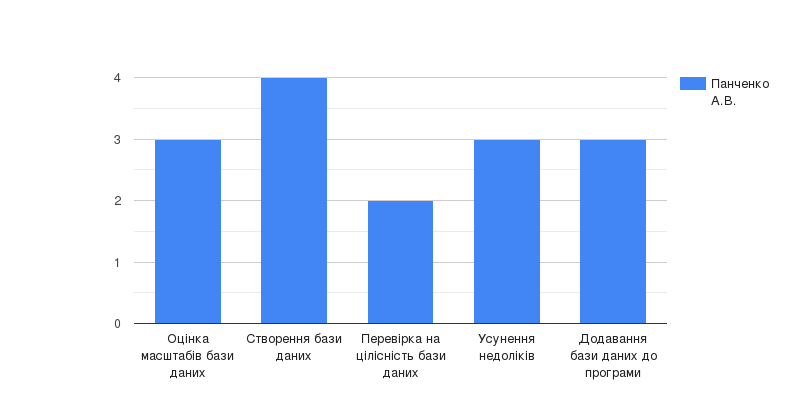 4
3
2
1
0
Панченко
А.В.
Оцінка
масштабів бази
даних
Створення бази
даних
Перевірка на
цілісність бази
даних
Усунення
недоліків
Додавання
бази даних до
програми